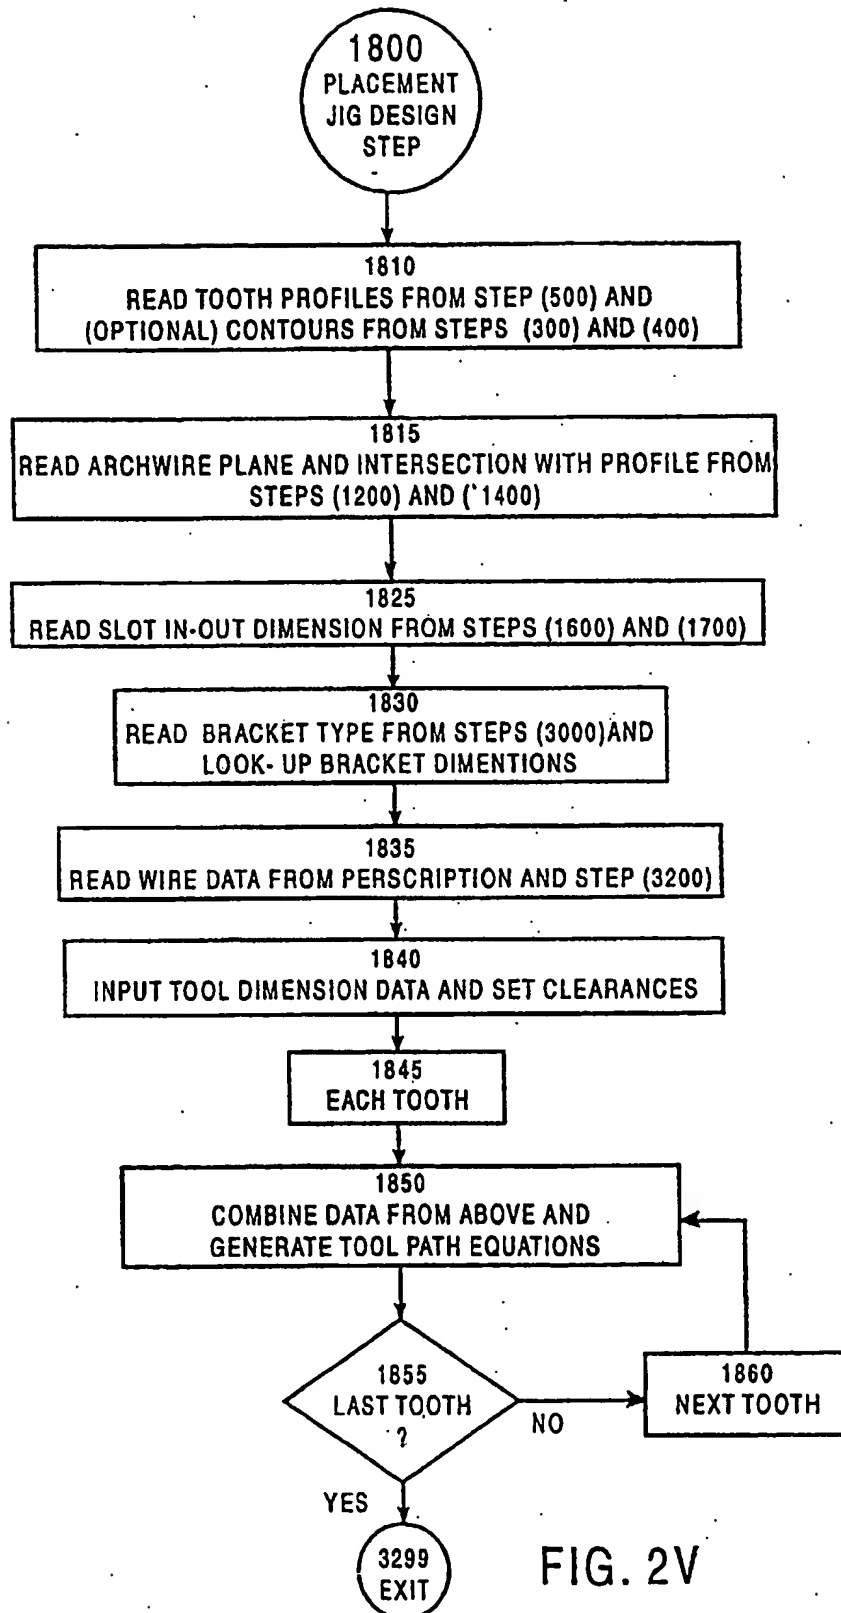 1800
PLACEMENT
JIG DESIGN
STEP
1810
READ TOOTH PROFILES FROM STEP (500) AND
(OPTIONAL) CONTOURS FROM STEPS (300) AND (400)
1815
READ ARCHWIRE PLANE AND INTERSECTION WITH PROFILE FROM
STEPS (1200) AND (1400)
1825
READ SLOT IN-OUT DIMENSION FROM STEPS (1600) AND (1700)
1830
READ BRACKET TYPE FROM STEPS (3000)AND
LOOK- UP BRACKET DIMENTIONS
1835
READ WIRE DATA FROM PERSCRIPTION AND STEP (3200)
1840
INPUT TOOL DIMENSION DATA AND SET CLEARANCES
1845
EACH TOOTH
1850
COMBINE DATA FROM ABOVE AND
GENERATE TOOL PATH EQUATIONS
1855
LAST TOOTH
?
NO
1860
NEXT TOOTH
YES
3299
EXIT
FIG. 2V